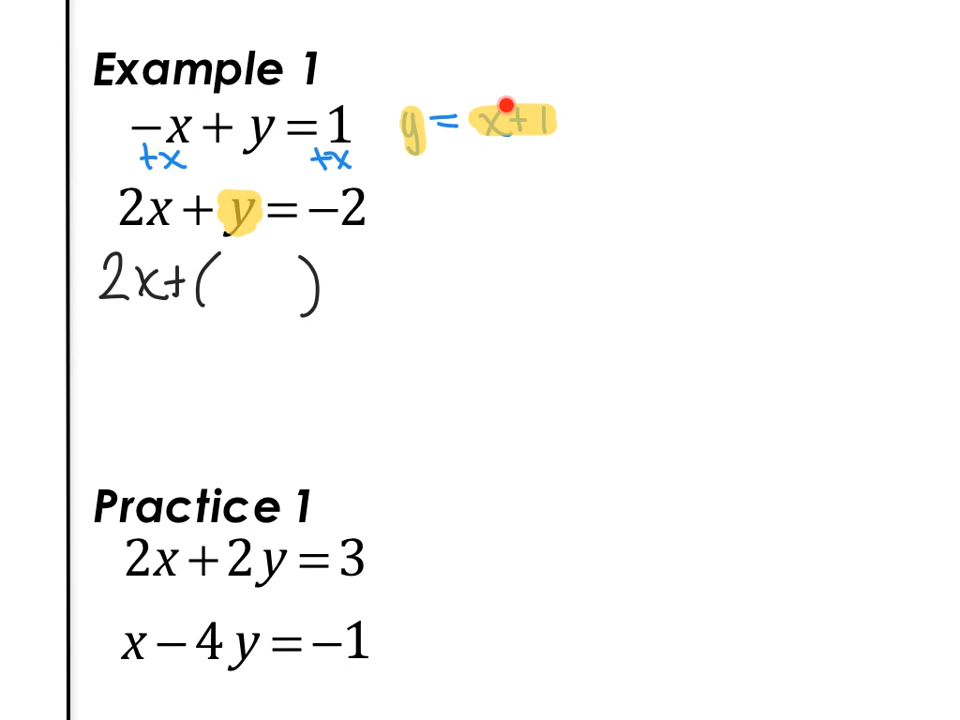 Example 1
−x + y = 1 y = x + 1
+x +x
2x + y = −2
2x + ( )
Practice 1
2x + 2y = 3
x − 4y = −1